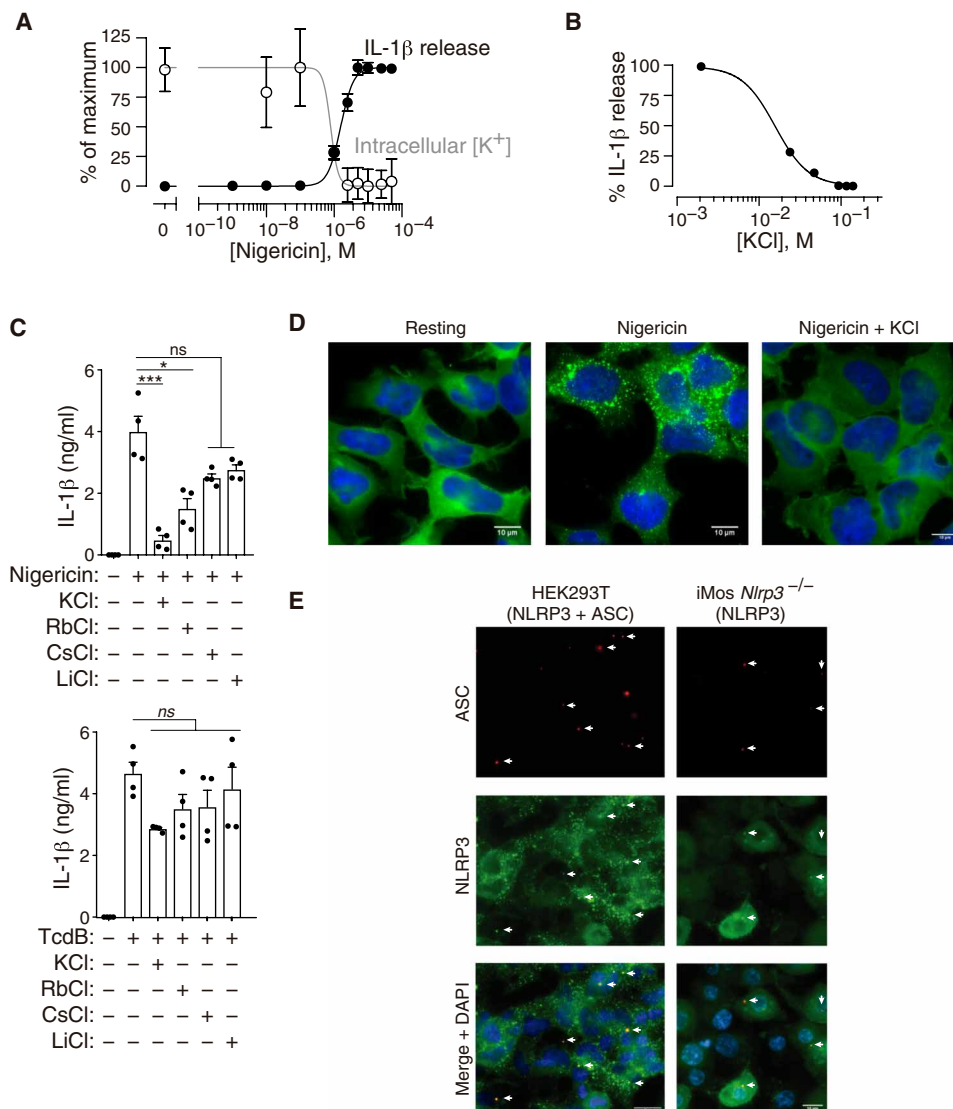 A
% of maximum
125
100
75
50
25
0
IL-1β release
Intracellular [K⁺]
0 10⁻¹⁰ 10⁻⁸ 10⁻⁶ 10⁻⁴
[Nigericin], M
B
% IL-1β release
100
75
50
25
0
10⁻³ 10⁻² 10⁻¹
[KCl], M
C
IL-1β (ng/ml)
6
4
2
0
ns
*
***
Nigericin: – + + + + +
KCl: – – + – – –
RbCl: – – – + – –
CsCl: – – – – + –
LiCl: – – – – – +
IL-1β (ng/ml)
6
4
2
0
ns
TcdB: – + + + + +
KCl: – – + – – –
RbCl: – – – + – –
CsCl: – – – – + –
LiCl: – – – – – +
D
Resting Nigericin Nigericin + KCl
10 µm 10 µm
E
HEK293T
(NLRP3 + ASC)
iMos Nlrp3 ⁻/⁻
(NLRP3)
ASC
NLRP3
Merge + DAPI